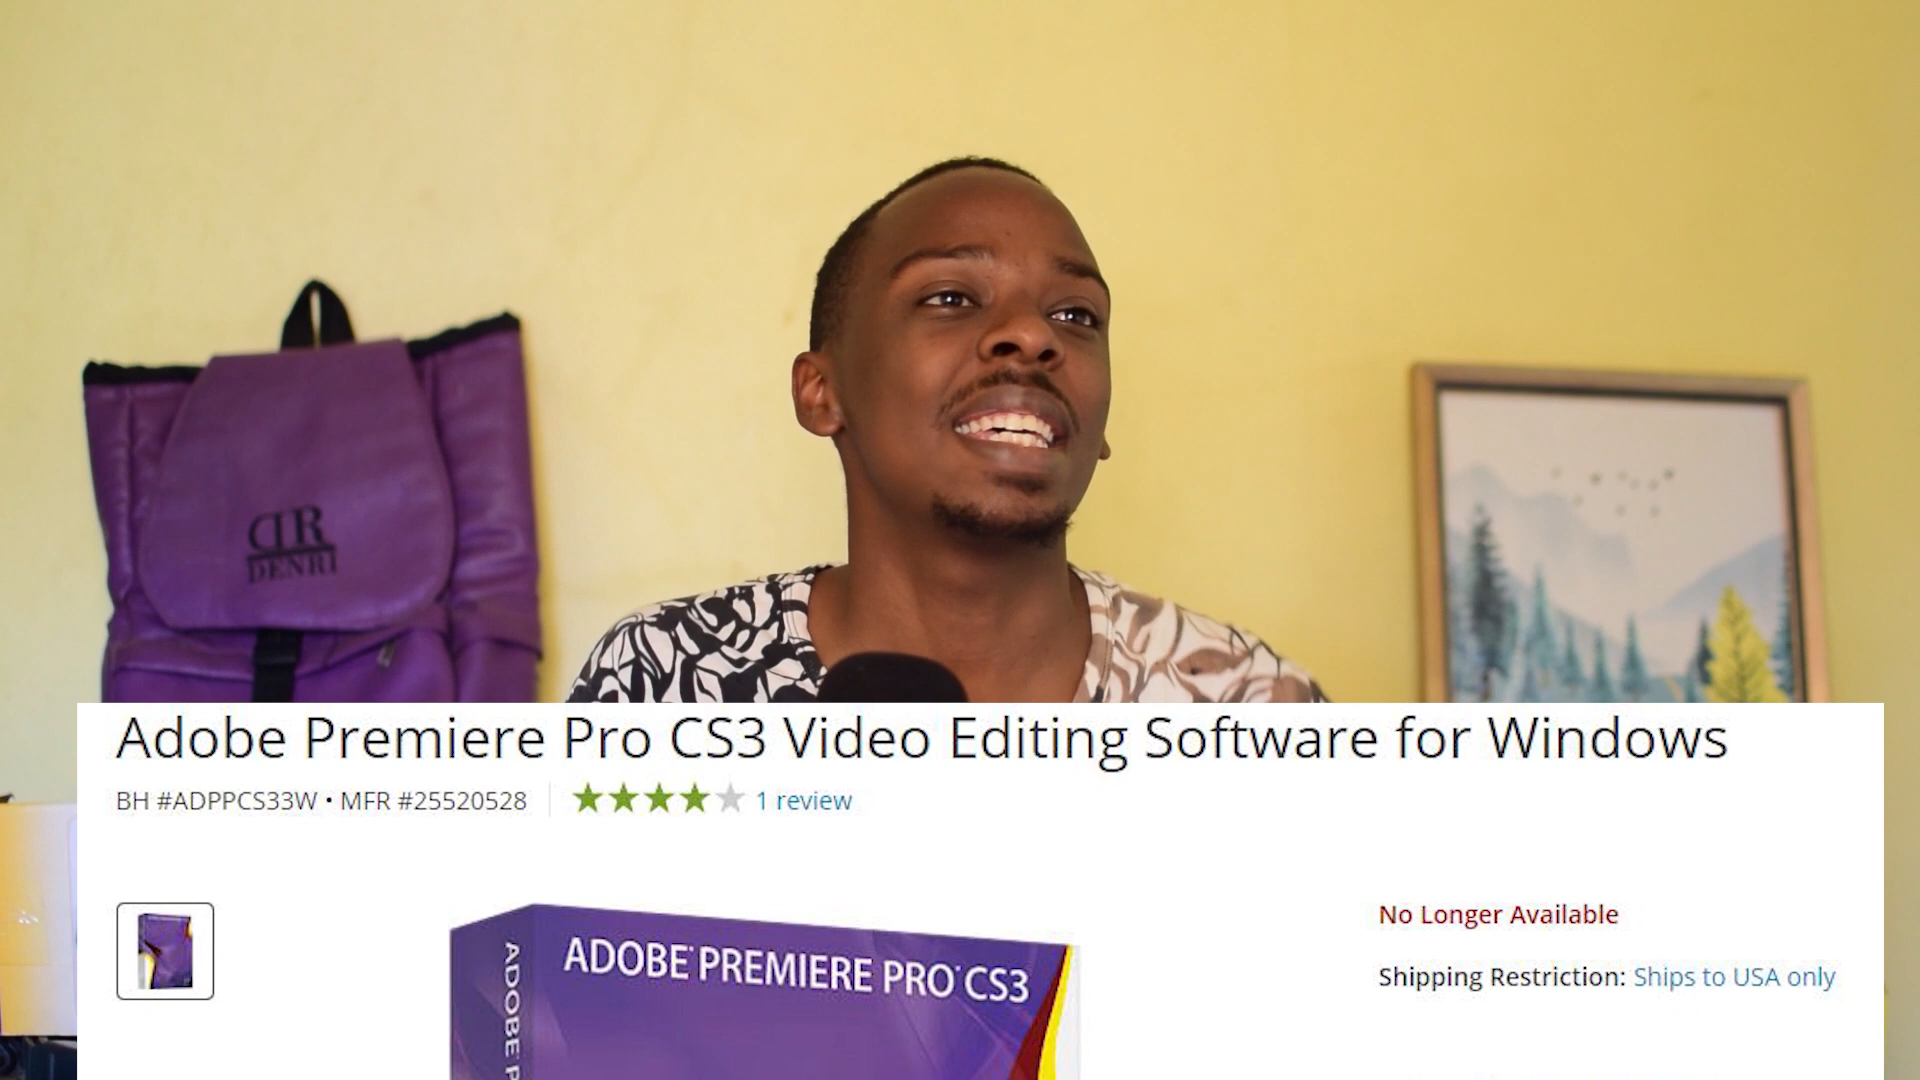 DR
DENRI
Adobe Premiere Pro CS3 Video Editing Software for Windows
BH #ADPPCS33W • MFR #25520528
1 review
No Longer Available
Shipping Restriction: Ships to USA only
ADOBE PREMIERE PRO CS3
ADOBE P